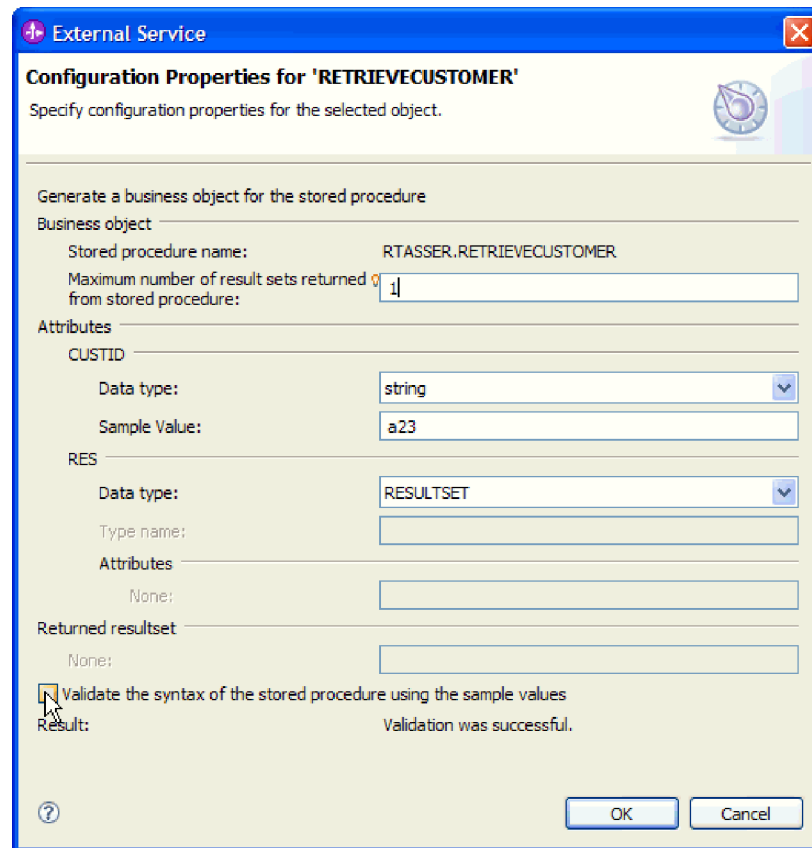 External Service
Configuration Properties for 'RETRIEVECUSTOMER'
Specify configuration properties for the selected object.
Generate a business object for the stored procedure
Business object
Stored procedure name: RTASSER.RETRIEVECUSTOMER
Maximum number of result sets returned
from stored procedure: 1
Attributes
CUSTID
Data type: string
Sample Value: a23
RES
Data type: RESULTSET
Type name:
Attributes
None:
Returned resultset
None:
Validate the syntax of the stored procedure using the sample values
Result: Validation was successful.
? OK Cancel